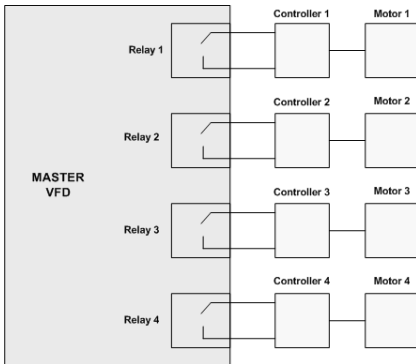 Controller 1 Motor 1
Relay 1
Controller 2 Motor 2
Relay 2
MASTER
VFD
Controller 3 Motor 3
Relay 3
Controller 4 Motor 4
Relay 4